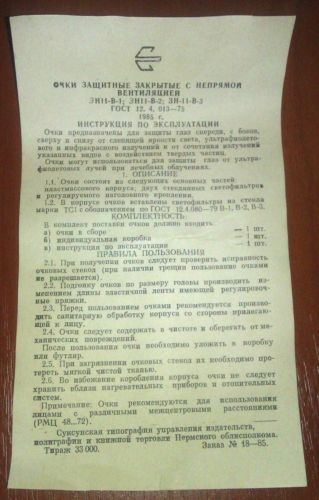 ОЧКИ ЗАЩИТНЫЕ ЗАКРЫТЫЕ С НЕПРЯМОЙ
ВЕНТИЛЯЦИЕЙ
ЗН11-В-1; ЗН11-В-2; ЗН-11-В-3
ГОСТ 12. 4. 013—75
1985 г.
ИНСТРУКЦИЯ ПО ЭКСПЛУАТАЦИИ
Очки предназначены для защиты глаз спереди, с боков,
сверху и снизу от слепящей яркости света, ультрафиоле-
тового и инфракрасного излучений и от сочетания излучений
указанных видов с воздействием твердых частиц.
Очки могут использоваться для защиты глаз от ультра-
фиолетовых лучей при лечебных облучениях.
1. ОПИСАНИЕ
1.1. Очки состоят из следующих основных частей:
пластмассового корпуса, двух стеклянных светофильтров
и регулируемого наголовного крепления.
1.2. В корпусе очков вставлены светофильтры из стекла
марки ТС1 с обозначением по ГОСТ 12.4.080—79 В-1, В-2, В-3.
КОМПЛЕКТНОСТЬ
В комплект поставки очков должно входить
а) очки в сборе — 1 шт.
б) индивидуальная коробка — 1 шт.
в) инструкция по эксплуатации — 1 шт.
ПРАВИЛА ПОЛЬЗОВАНИЯ
2.1. При получении очков следует проверить исправность
очковых стекол (при наличии трещин пользование очками
не разрешается).
2.2. Подгонку очков по размеру головы производить из-
менением длины эластичной ленты имеющей регулировоч-
ные пряжки.
2.3. Перед пользованием очками рекомендуется произ-
водить санитарную обработку корпуса со стороны прилегаю-
щей к лицу.
2.4. Очки следует содержать в чистоте и оберегать от ме-
ханических повреждений.
После пользования очки необходимо уложить в коробку
или футляр.
2.5. При загрязнении очковых стекол их необходимо про-
тереть мягкой чистой тканью.
2.6. Во избежание коробления корпуса очки не следует
хранить вблизи нагревательных приборов и отопительных
систем.
Примечание: Очки рекомендуются для использования
лицами с различными межцентровыми расстояниями
(РМЦ 48...72).
Суксунская типография управления издательств,
полиграфии и книжной торговли Пермского облисполкома.
Тираж 33 000. Заказ № 18—85.